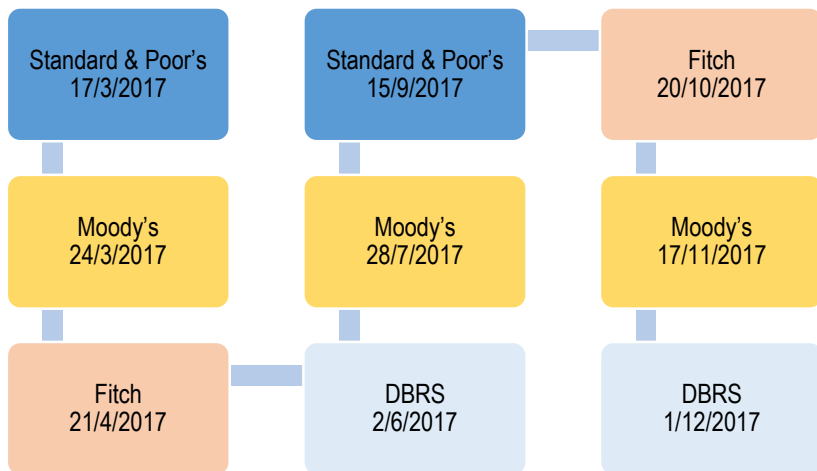 Standard & Poor’s
17/3/2017
Moody’s
24/3/2017
Fitch
21/4/2017
DBRS
2/6/2017
Moody’s
28/7/2017
Standard & Poor’s
15/9/2017
Fitch
20/10/2017
Moody’s
17/11/2017
DBRS
1/12/2017